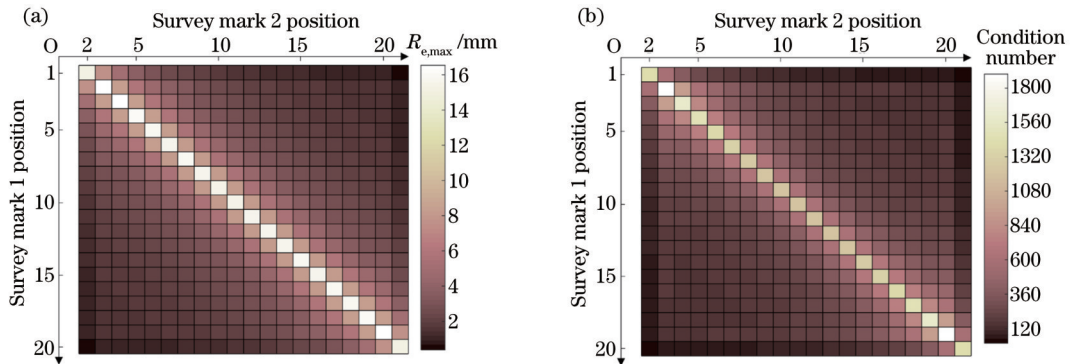 (a)
Survey mark 2 position
O 2 5 10 15 20
R e,max /mm
Survey mark 1 position
1
5
10
15
20
16
14
12
10
8
6
4
2
(b)
Survey mark 2 position
O 2 5 10 15 20
Condition
number
Survey mark 1 position
1
5
10
15
20
1800
1560
1320
1080
840
600
360
120